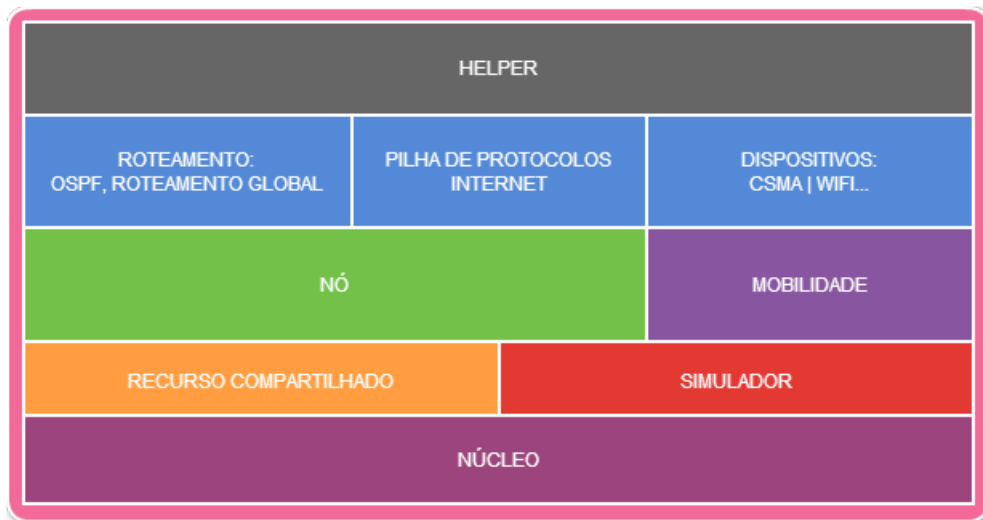 HELPER
ROTEAMENTO:
OSPF, ROTEAMENTO GLOBAL
PILHA DE PROTOCOLOS
INTERNET
DISPOSITIVOS:
CSMA | WIFI...
NÓ
MOBILIDADE
RECURSO COMPARTILHADO
SIMULADOR
NÚCLEO